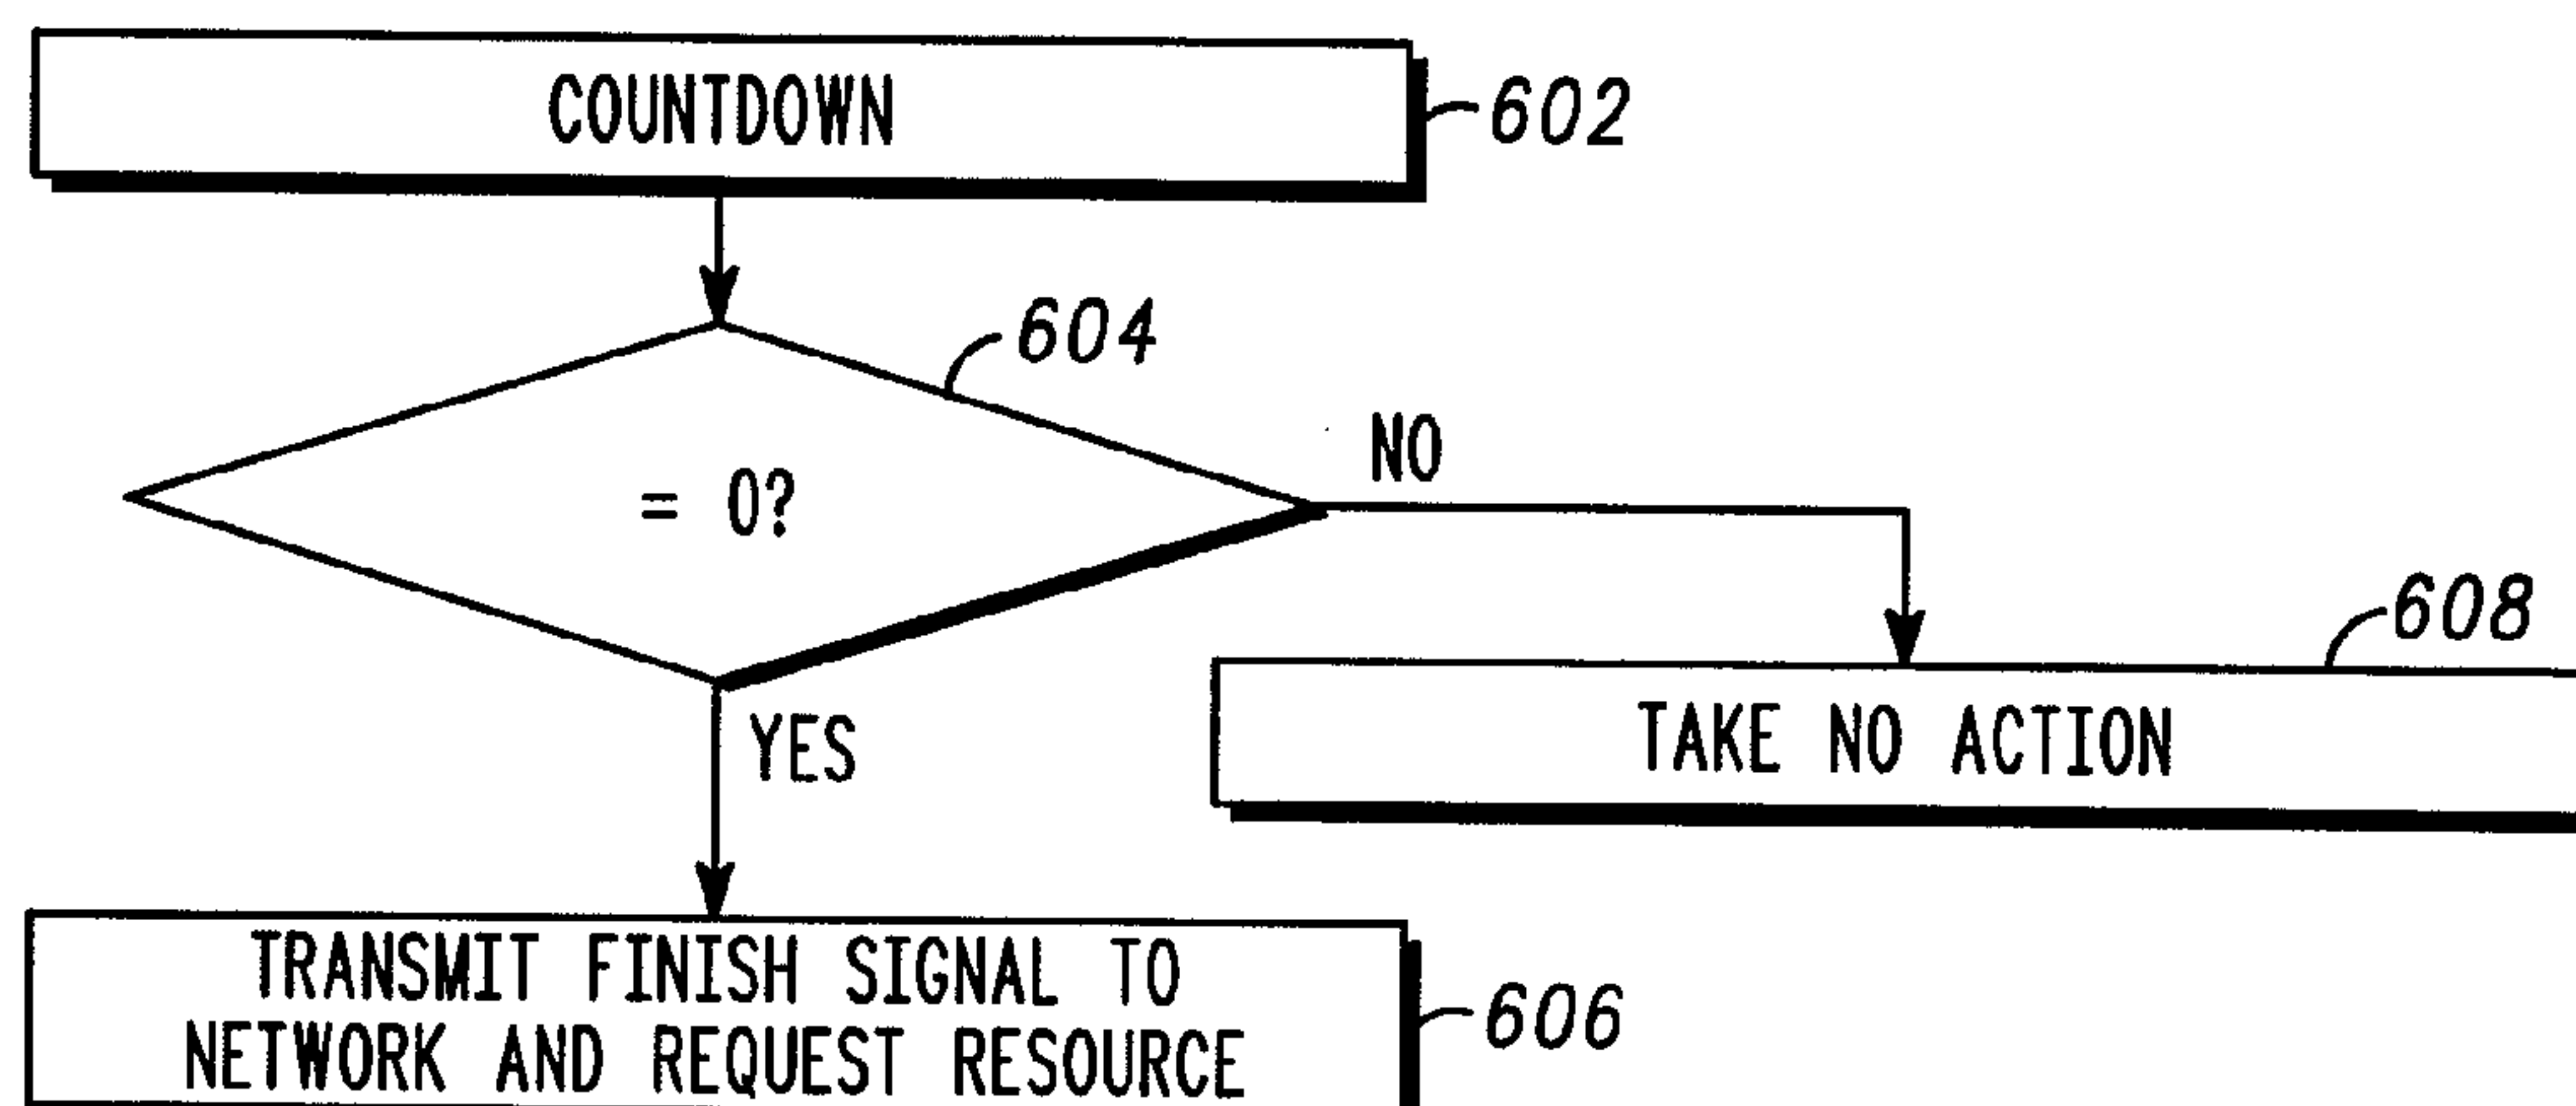 COUNTDOWN
602
604
= 0?
NO
YES
608
TAKE NO ACTION
TRANSMIT FINISH SIGNAL TO
NETWORK AND REQUEST RESOURCE
606